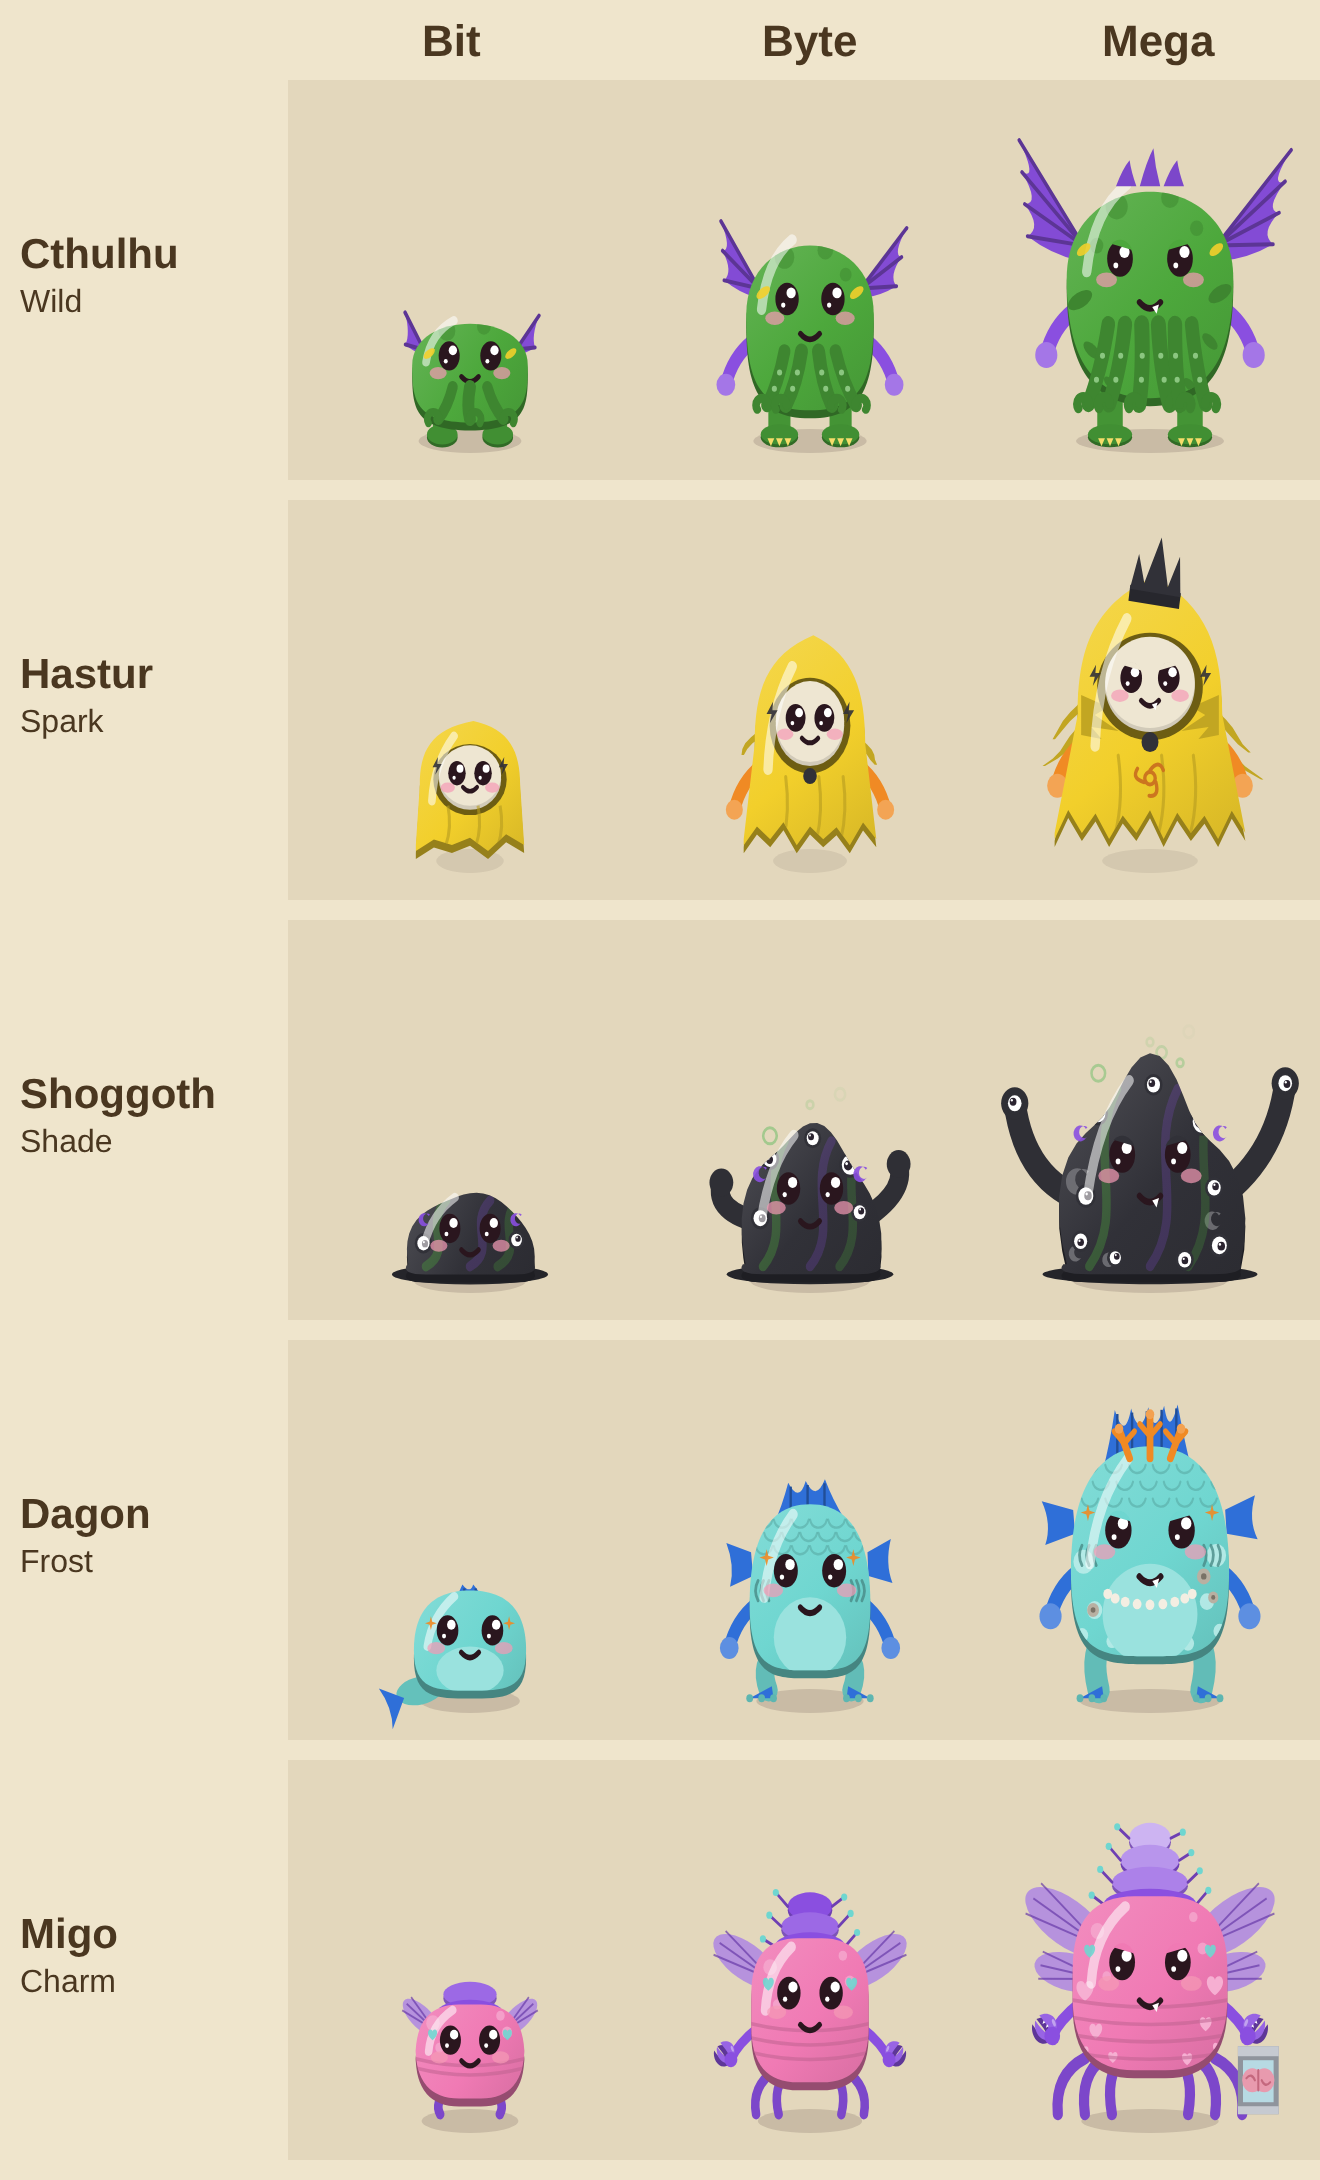 Bit Byte Mega
Cthulhu
Wild
Hastur
Spark
Shoggoth
Shade
Dagon
Frost
Migo
Charm